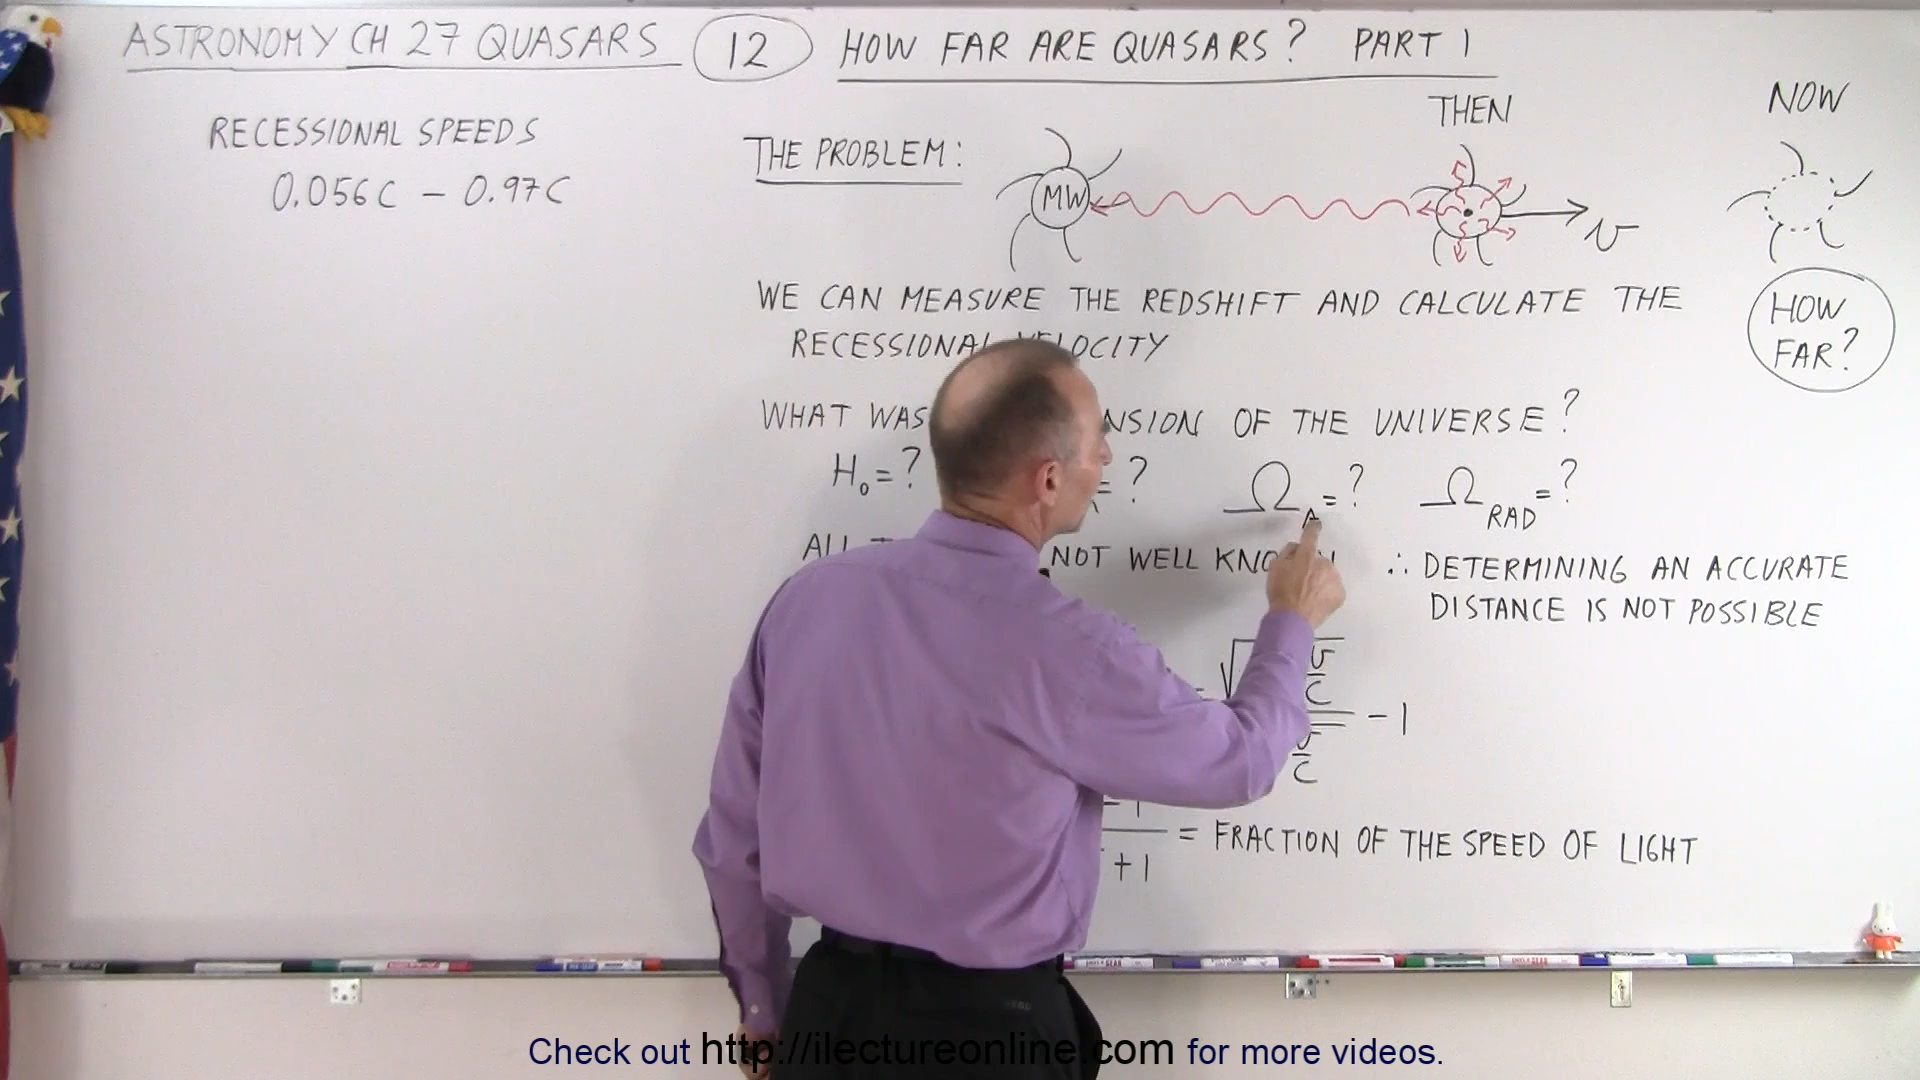 ASTRONOMY CH 27 QUASARS 12 HOW FAR ARE QUASARS? PART 1
RECESSIONAL SPEEDS
0.056C - 0.97C
THE PROBLEM:
THEN
NOW
MW
v
HOW
FAR?
WE CAN MEASURE THE REDSHIFT AND CALCULATE THE
RECESSIONAL VELOCITY
WHAT WAS OF THE UNIVERSE?
H₀=? =? Ω =? Ω RAD=?
NOT WELL ∴ DETERMINING AN ACCURATE
DISTANCE IS NOT POSSIBLE
v/c
v/c - 1
-1
+1 = FRACTION OF THE SPEED OF LIGHT
Check out http://ilectureonline.com for more videos.